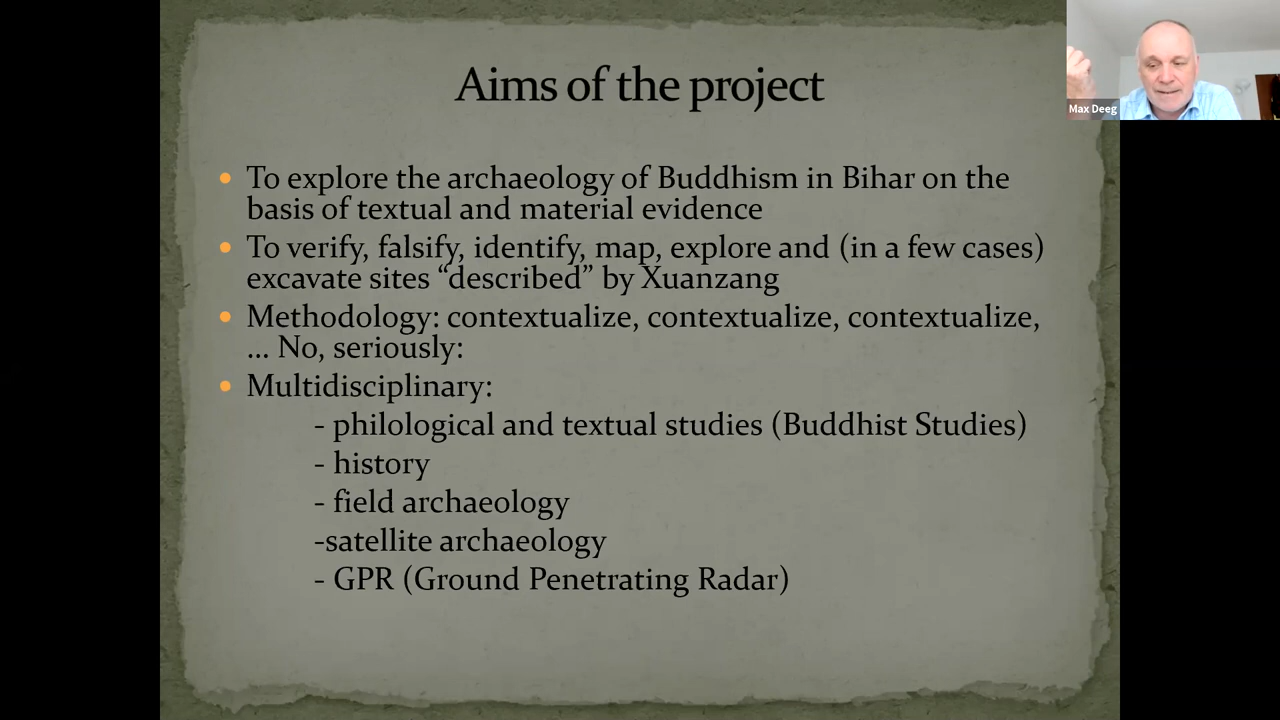 Aims of the project
Max Deeg
• To explore the archaeology of Buddhism in Bihar on the
basis of textual and material evidence
• To verify, falsify, identify, map, explore and (in a few cases)
excavate sites “described” by Xuanzang
• Methodology: contextualize, contextualize, contextualize,
… No, seriously:
• Multidisciplinary:
- philological and textual studies (Buddhist Studies)
- history
- field archaeology
-satellite archaeology
- GPR (Ground Penetrating Radar)